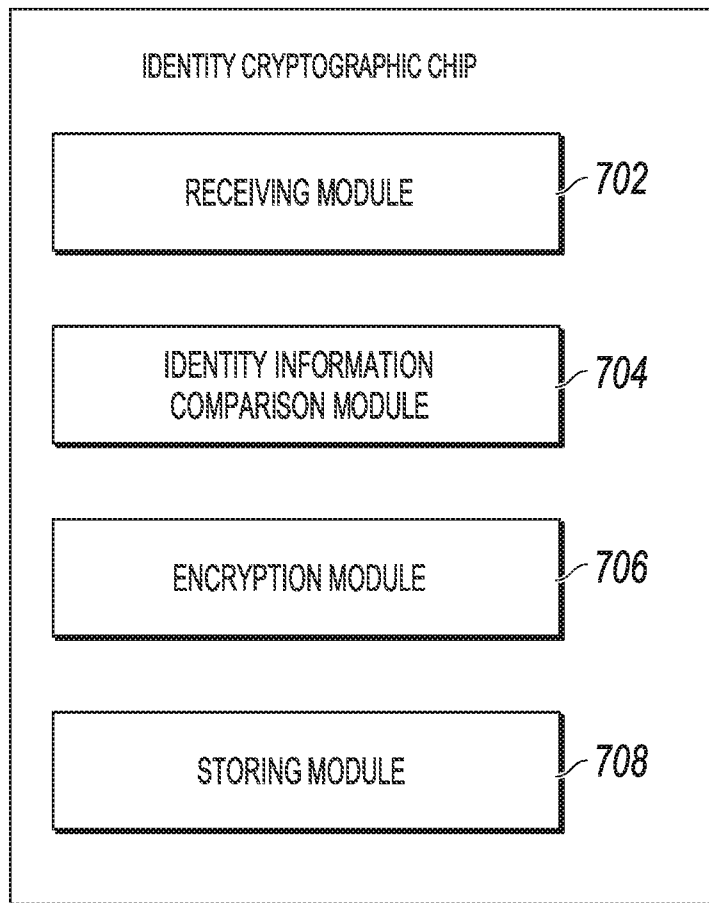 IDENTITY CRYPTOGRAPHIC CHIP
RECEIVING MODULE
702
IDENTITY INFORMATION
COMPARISON MODULE
704
ENCRYPTION MODULE
706
STORING MODULE
708